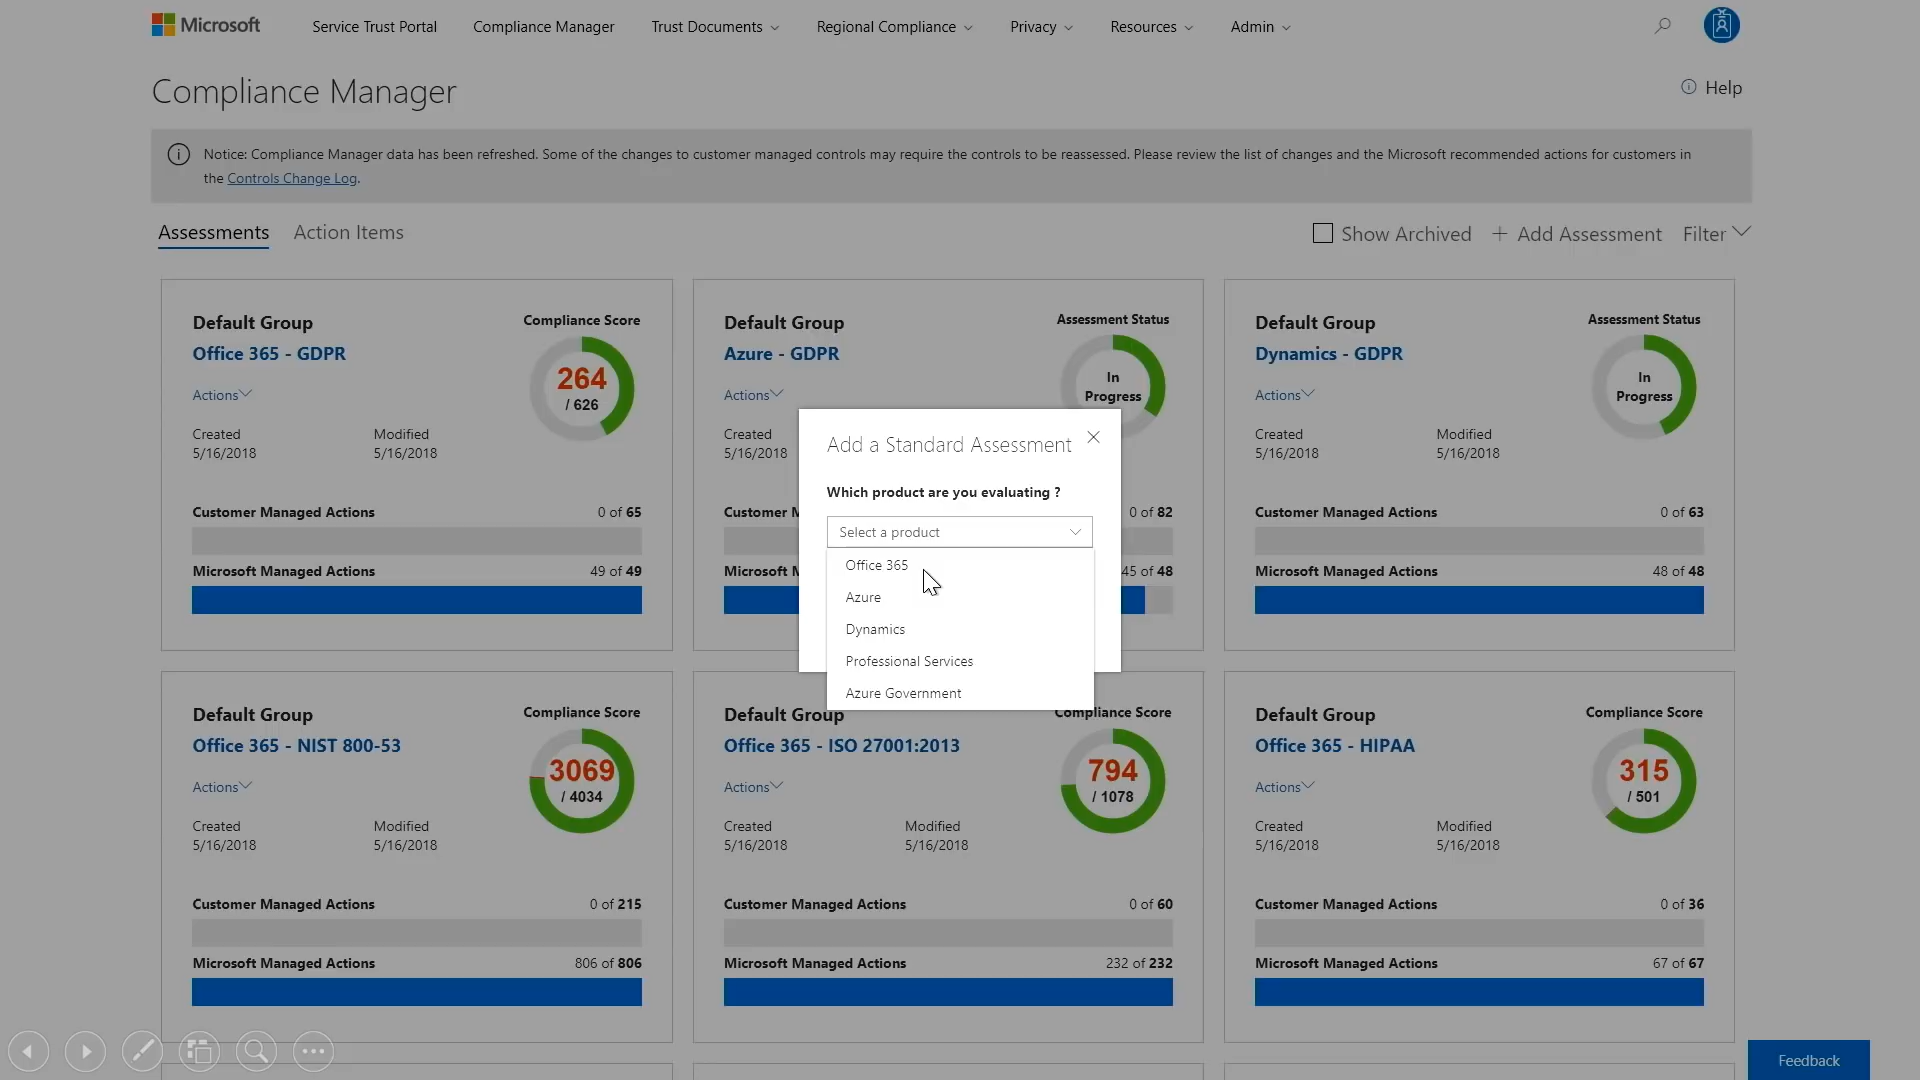 Microsoft
Service Trust Portal
Compliance Manager
Trust Documents
Regional Compliance
Privacy
Resources
Admin
Compliance Manager
Help
Notice: Compliance Manager data has been refreshed. Some of the changes to customer managed controls may require the controls to be reassessed. Please review the list of changes and the Microsoft recommended actions for customers in
the Controls Change Log.
Assessments
Action Items
Show Archived
+ Add Assessment
Filter
Default Group
Office 365 - GDPR
Compliance Score
264
/ 626
Actions
Created
5/16/2018
Modified
5/16/2018
Customer Managed Actions
0 of 65
Microsoft Managed Actions
49 of 49
Default Group
Azure - GDPR
Assessment Status
In
Progress
Actions
Created
5/16/2018
Customer M
0 of 82
Microsoft M
45 of 48
Default Group
Dynamics - GDPR
Assessment Status
In
Progress
Actions
Created
5/16/2018
Modified
5/16/2018
Customer Managed Actions
0 of 63
Microsoft Managed Actions
48 of 48
Add a Standard Assessment
Which product are you evaluating ?
Select a product
Office 365
Azure
Dynamics
Professional Services
Azure Government
Default Group
Office 365 - NIST 800-53
Compliance Score
3069
/ 4034
Actions
Created
5/16/2018
Modified
5/16/2018
Customer Managed Actions
0 of 215
Microsoft Managed Actions
806 of 806
Default Group
Office 365 - ISO 27001:2013
Compliance Score
794
/ 1078
Actions
Created
5/16/2018
Modified
5/16/2018
Customer Managed Actions
0 of 60
Microsoft Managed Actions
232 of 232
Default Group
Office 365 - HIPAA
Compliance Score
315
/ 501
Actions
Created
5/16/2018
Modified
5/16/2018
Customer Managed Actions
0 of 36
Microsoft Managed Actions
67 of 67
Feedback